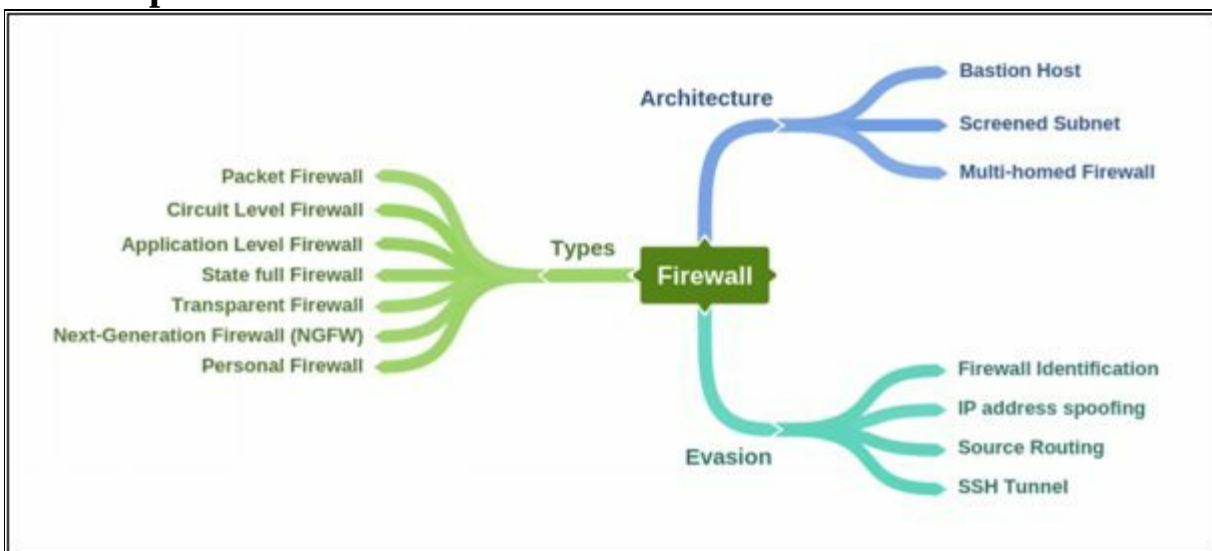 Architecture
Bastion Host
Screened Subnet
Multi-homed Firewall
Packet Firewall
Circuit Level Firewall
Application Level Firewall
State full Firewall
Transparent Firewall
Next-Generation Firewall (NGFW)
Personal Firewall
Types
Firewall
Evasion
Firewall Identification
IP address spoofing
Source Routing
SSH Tunnel